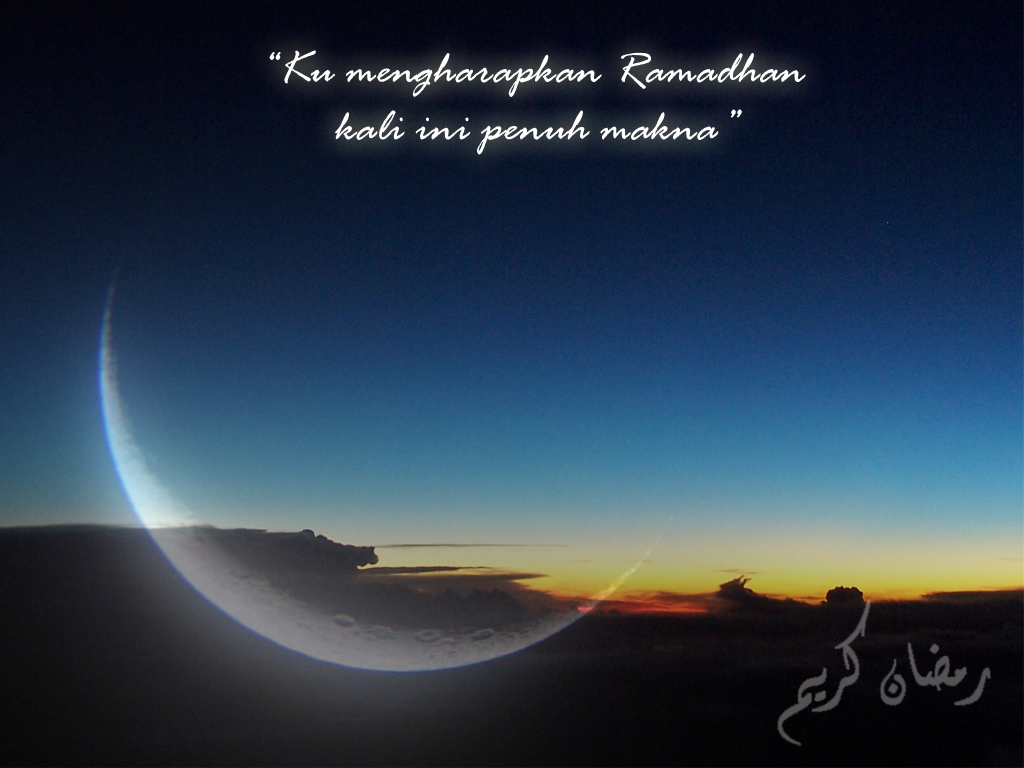 “Ku mengharapkan Ramadhan
kali ini penuh makna”
رمضان كريم